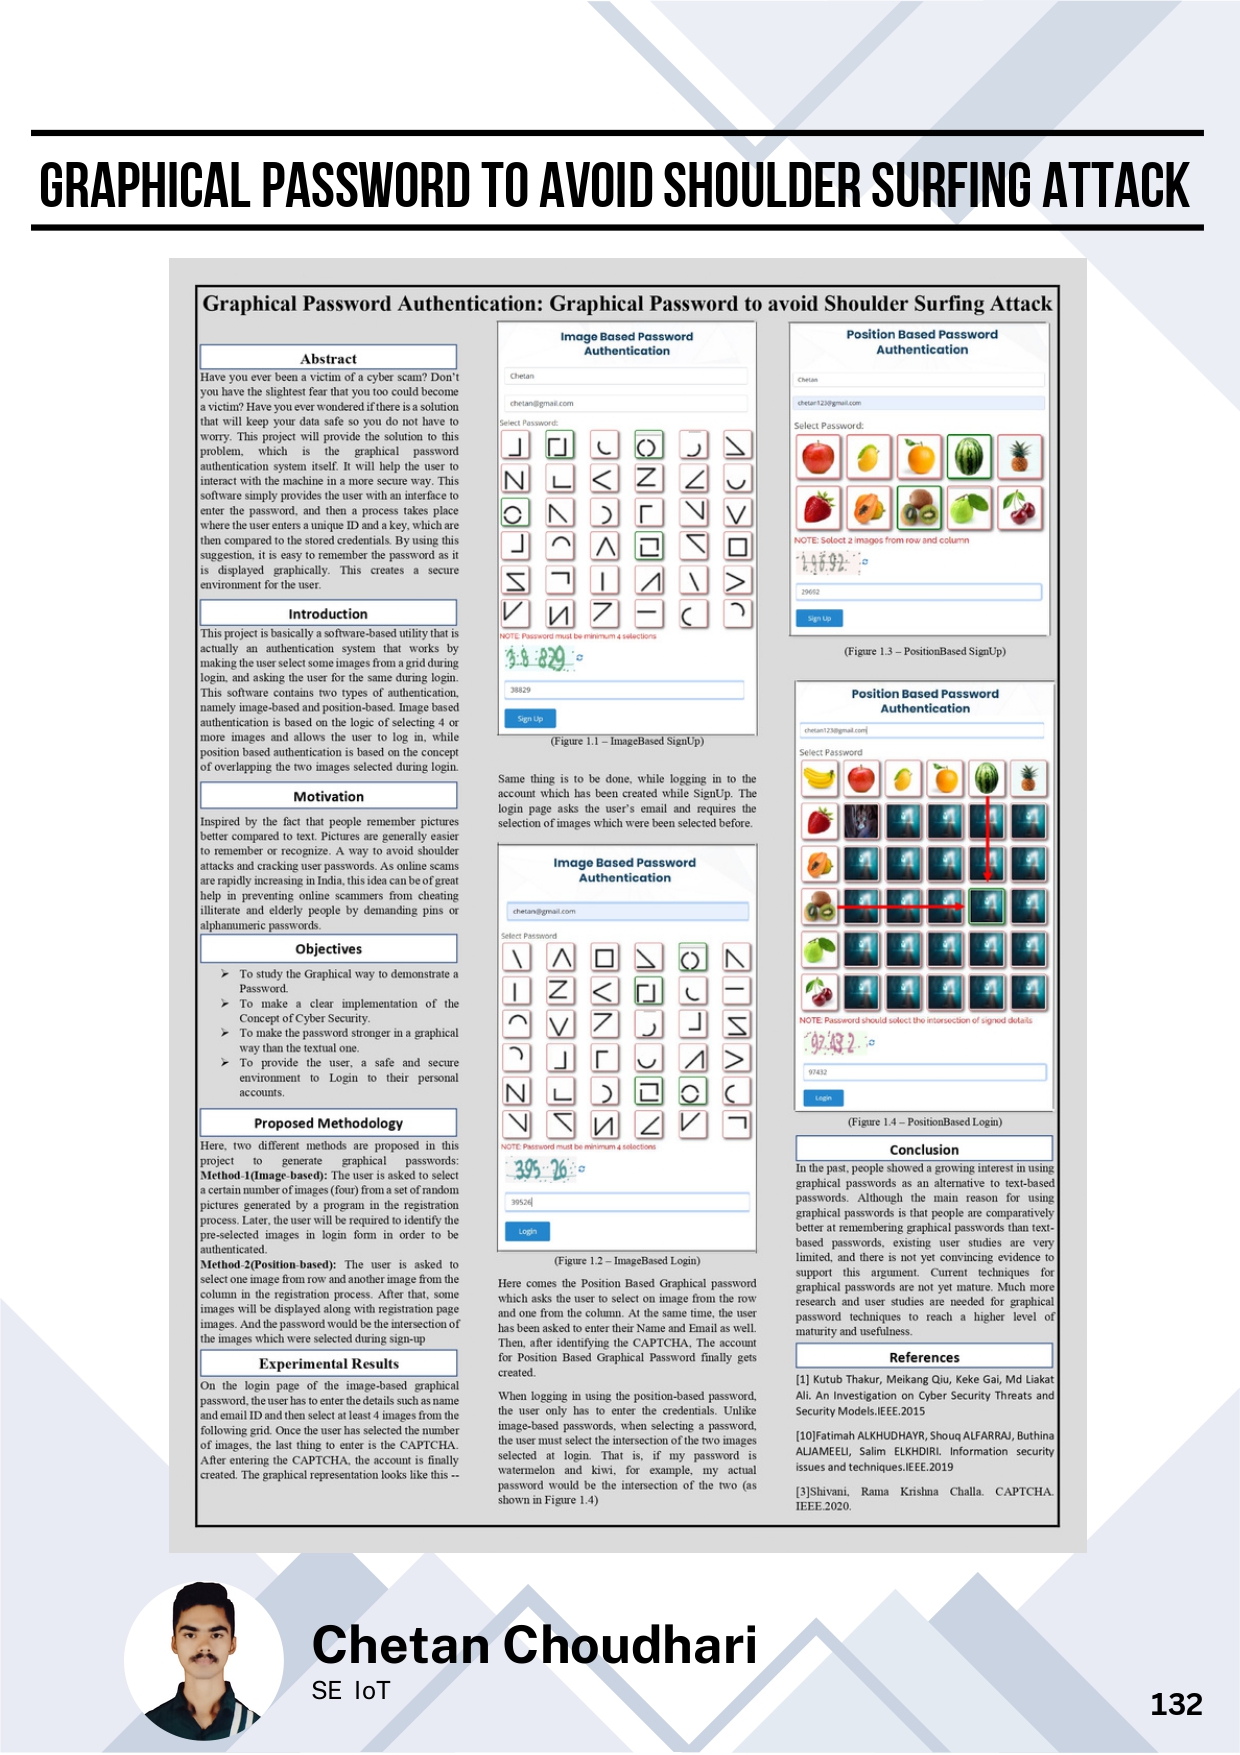 GRAPHICAL PASSWORD TO AVOID SHOULDER SURFING ATTACK
Graphical Password Authentication: Graphical Password to avoid Shoulder Surfing Attack
Abstract
Have you ever been a victim of a cyber scam? Don't
you have the slightest fear that you too could become
a victim? Have you ever wondered if there is a solution
that will keep your data safe so you do not have to
worry. This project will provide the solution to this
problem, which is the graphical password
authentication system itself. It will help the user to
interact with the machine in a more secure way. This
software simply provides the user with an interface to
enter the password, and then a process takes place
where the user enters a unique ID and a key, which are
then compared to the stored credentials. By using this
suggestion, it is easy to remember the password as it
is displayed graphically. This creates a secure
environment for the user.
Introduction
This project is basically a software-based utility that is
actually an authentication system that works by
making the user select some images from a grid during
login, and asking the user for the same during login.
This software contains two types of authentication,
namely image-based and position-based. Image based
authentication is based on the logic of selecting 4 or
more images and allows the user to log in, while
position based authentication is based on the concept
of overlapping the two images selected during login.
Motivation
Inspired by the fact that people remember pictures
better compared to text. Pictures are generally easier
to remember or recognize. A way to avoid shoulder
attacks and cracking user passwords. As online scams
are rapidly increasing in India, this idea can be of great
help in preventing online scammers from cheating
illiterate and elderly people by demanding pins or
alphanumeric passwords.
Objectives
➢ To study the Graphical way to demonstrate a
Password.
➢ To make a clear implementation of the
Concept of Cyber Security.
➢ To make the password stronger in a graphical
way than the textual one.
➢ To provide the user, a safe and secure
environment to Login to their personal
accounts.
Proposed Methodology
Here, two different methods are proposed in this
project to generate graphical passwords:
Method-1(Image-based): The user is asked to select
a certain number of images (four) from a set of random
pictures generated by a program in the registration
process. Later, the user will be required to identify the
pre-selected images in login form in order to be
authenticated.
Method-2(Position-based): The user is asked to
select one image from row and another image from the
column in the registration process. After that, some
images will be displayed along with registration page
images. And the password would be the intersection of
the images which were selected during sign-up
Experimental Results
On the login page of the image-based graphical
password, the user has to enter the details such as name
and email ID and then select at least 4 images from the
following grid. Once the user has selected the number
of images, the last thing to enter is the CAPTCHA.
After entering the CAPTCHA, the account is finally
created. The graphical representation looks like this --
Image Based Password
Authentication
Chetan
chetan@gmail.com
Select Password:
NOTE: Password must be minimum 4 selections
38829
38829
Sign Up
(Figure 1.1 – ImageBased SignUp)
Same thing is to be done, while logging in to the
account which has been created while SignUp. The
login page asks the user's email and requires the
selection of images which were been selected before.
Image Based Password
Authentication
chetan@gmail.com
Select Password
NOTE: Password must be minimum 4 selections
39526
39526
Login
(Figure 1.2 – ImageBased Login)
Here comes the Position Based Graphical password
which asks the user to select on image from the row
and one from the column. At the same time, the user
has been asked to enter their Name and Email as well.
Then, after identifying the CAPTCHA, The account
for Position Based Graphical Password finally gets
created.
When logging in using the position-based password,
the user only has to enter the credentials. Unlike
image-based passwords, when selecting a password,
the user must select the intersection of the two images
selected at login. That is, if my password is
watermelon and kiwi, for example, my actual
password would be the intersection of the two (as
shown in Figure 1.4)
Position Based Password
Authentication
Chetan
chetan123@gmail.com
Select Password:
NOTE: Select 2 images from row and column
29692
Sign Up
(Figure 1.3 – PositionBased SignUp)
Position Based Password
Authentication
chetan123@gmail.com
Select Password
NOTE: Password should select the intersection of signed details
97432
97432
Login
(Figure 1.4 – PositionBased Login)
Conclusion
In the past, people showed a growing interest in using
graphical passwords as an alternative to text-based
passwords. Although the main reason for using
graphical passwords is that people are comparatively
better at remembering graphical passwords than text-
based passwords, existing user studies are very
limited, and there is not yet convincing evidence to
support this argument. Current techniques for
graphical passwords are not yet mature. Much more
research and user studies are needed for graphical
password techniques to reach a higher level of
maturity and usefulness.
References
[1] Kutub Thakur, Meikang Qiu, Keke Gai, Md Liakat
Ali. An Investigation on Cyber Security Threats and
Security Models.IEEE.2015
[10]Fatimah ALKHUDHAYR, Shouq ALFARRAJ, Buthina
ALJAMEELI, Salim ELKHDIRI. Information security
issues and techniques.IEEE.2019
[3]Shivani, Rama Krishna Challa. CAPTCHA.
IEEE.2020.
Chetan Choudhari
SE IoT
132